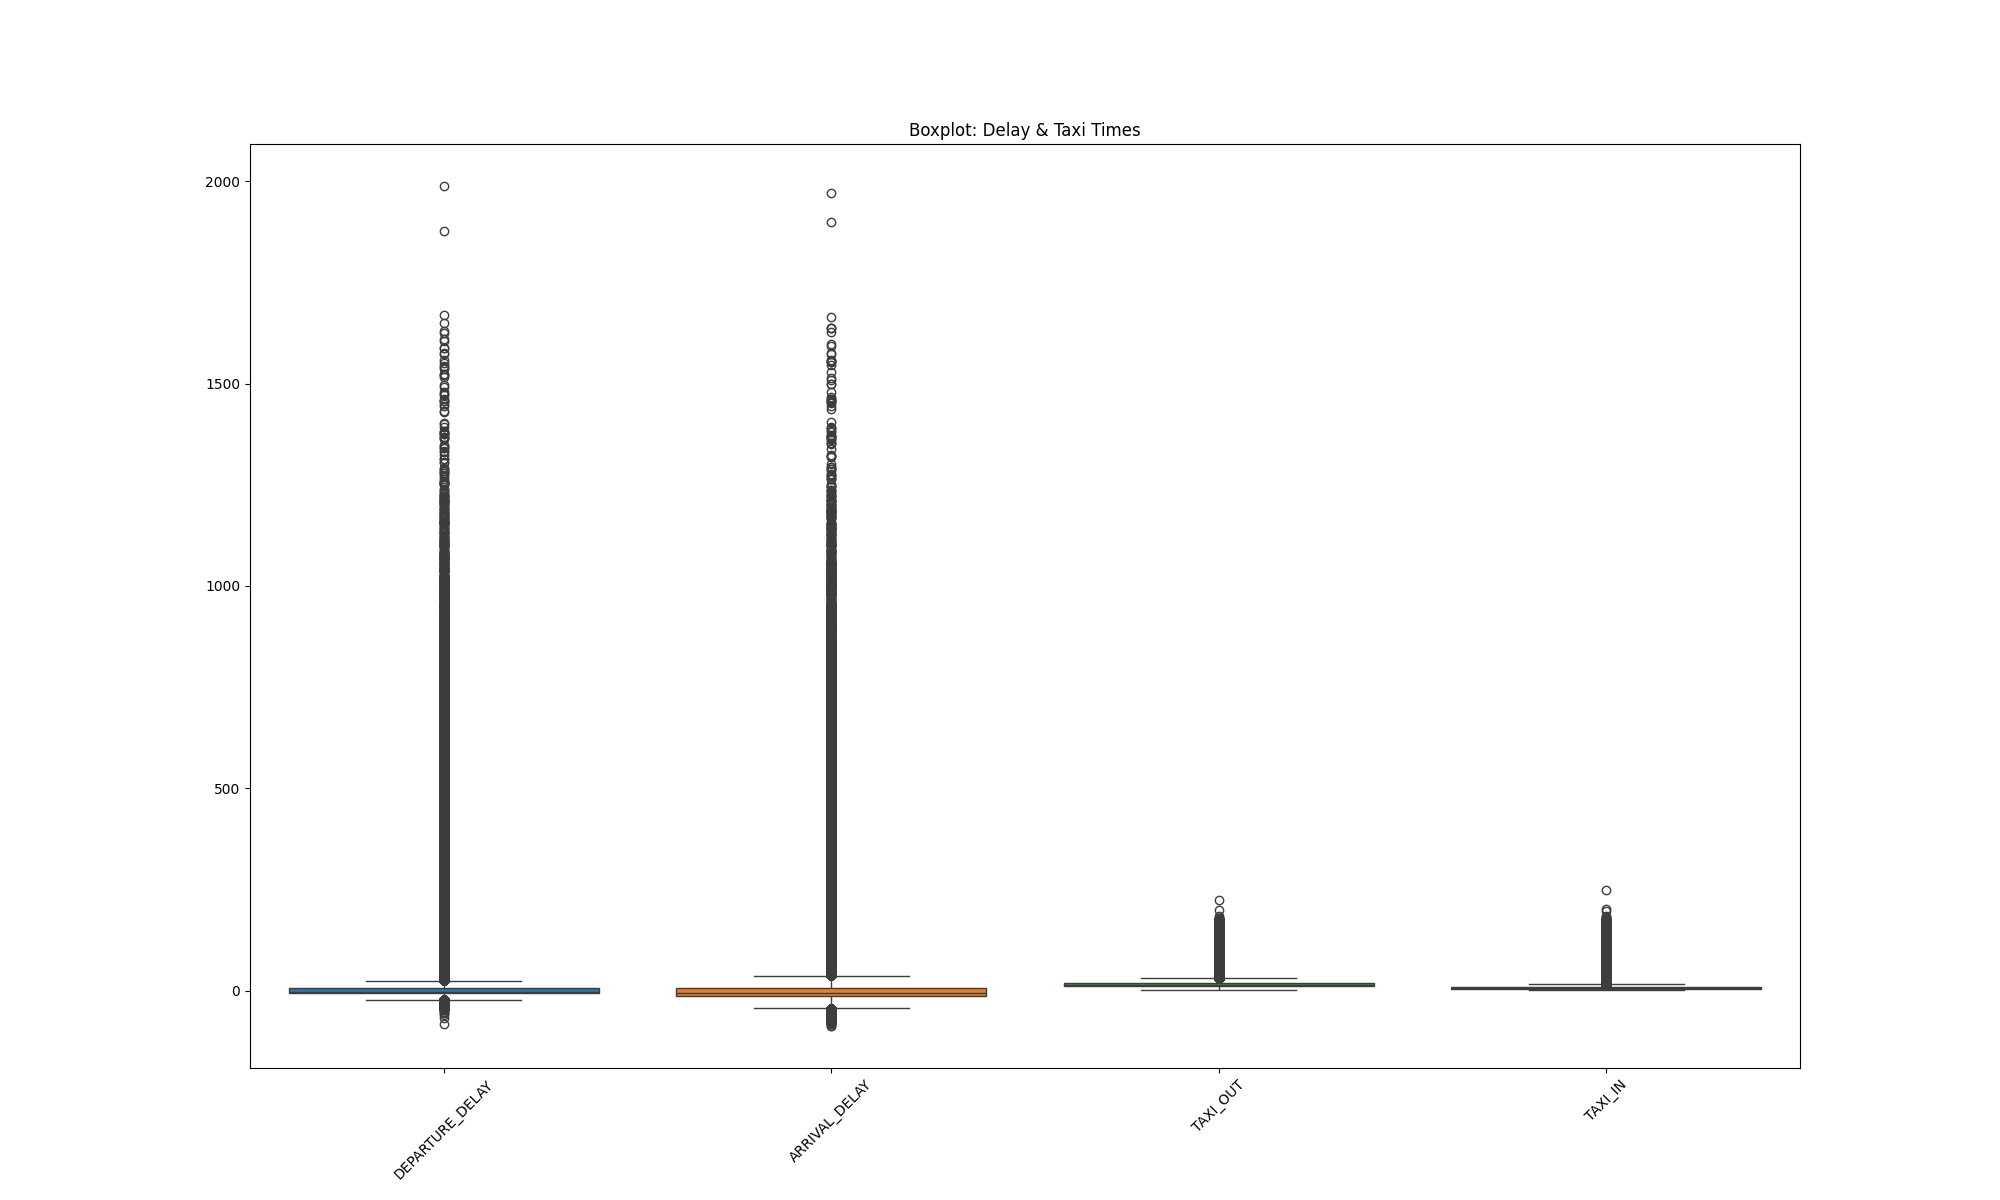 Boxplot: Delay & Taxi Times
2000
1500
1000
500
0
DEPARTURE_DELAY
ARRIVAL_DELAY
TAXI_OUT
TAXI_IN